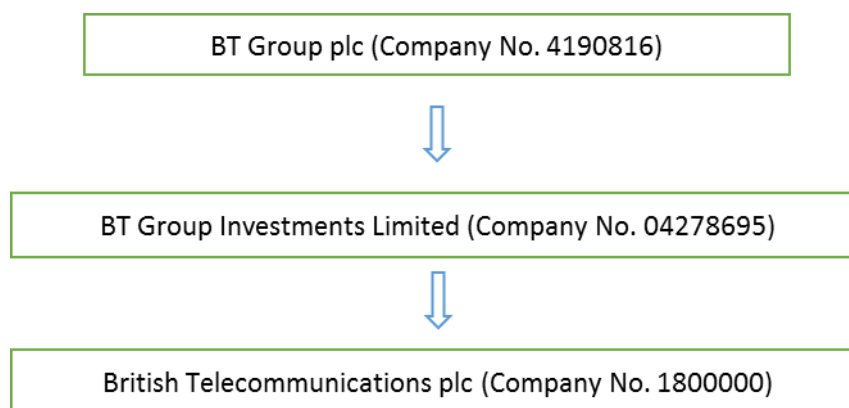 BT Group plc (Company No. 4190816)
BT Group Investments Limited (Company No. 04278695)
British Telecommunications plc (Company No. 1800000)